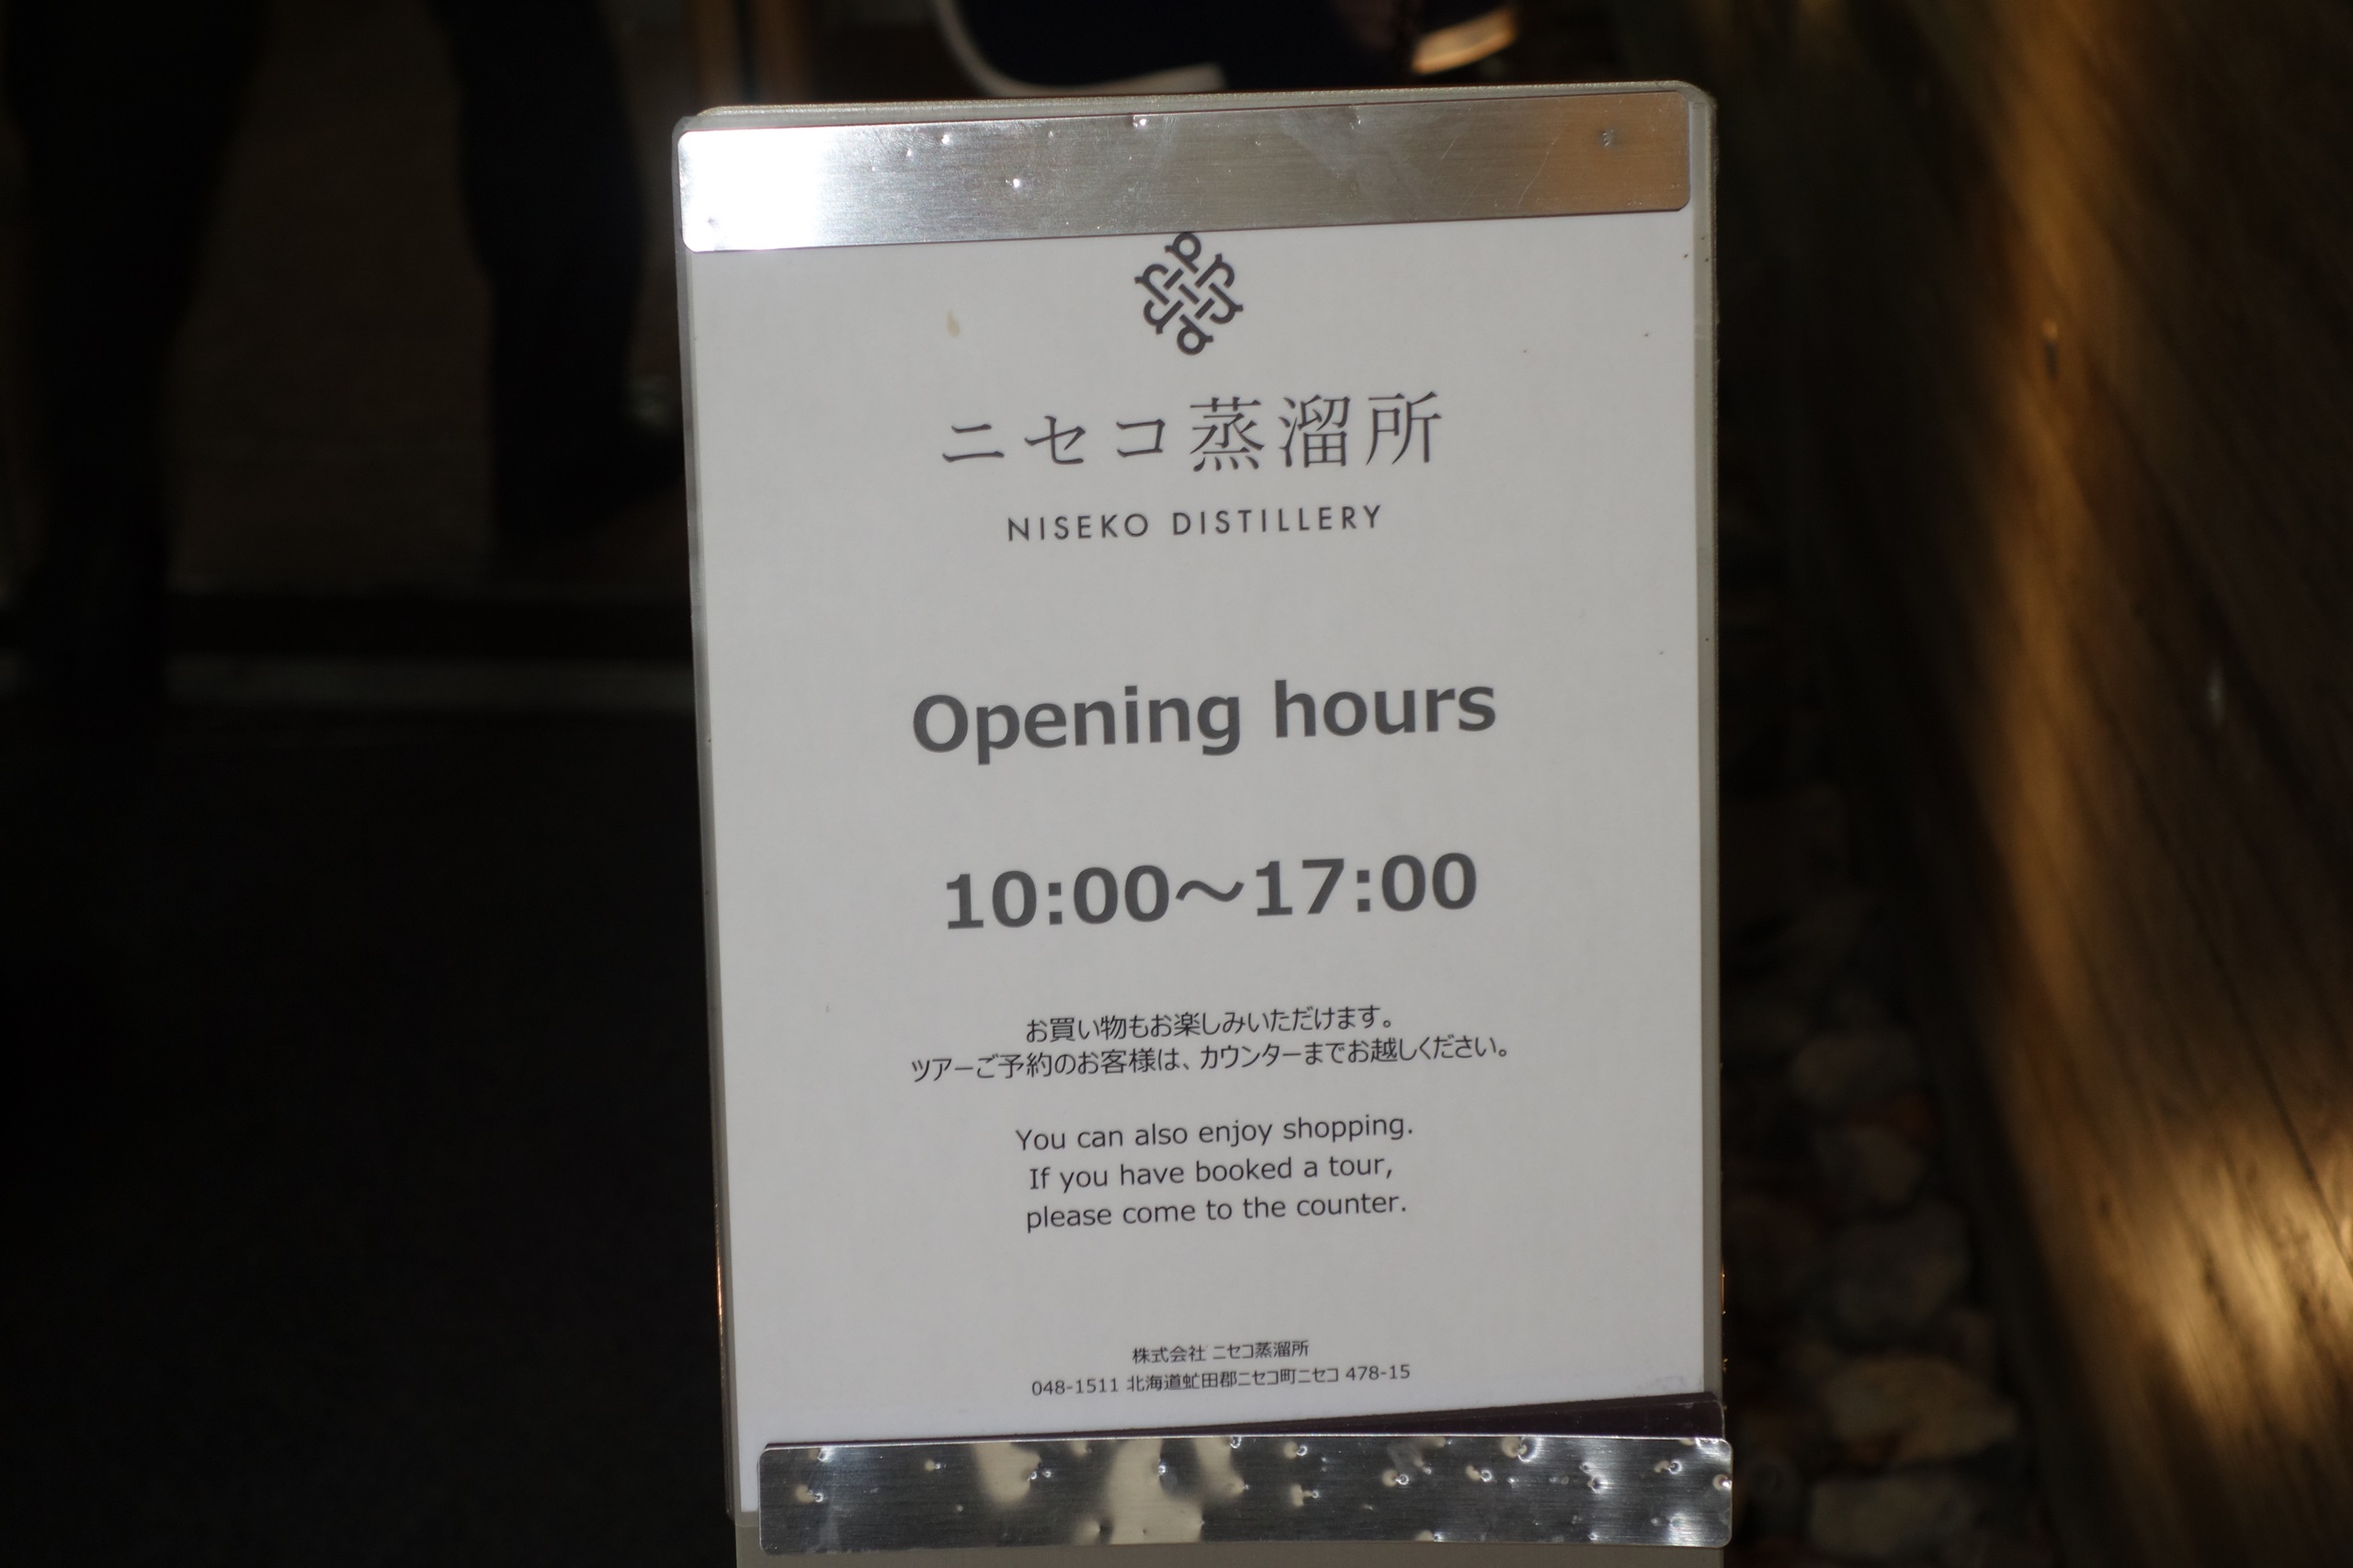 ニセコ蒸溜所
NISEKO DISTILLERY
Opening hours
10:00～17:00
お買い物もお楽しみいただけます。
ツアーご予約のお客様は、カウンターまでお越しください。
You can also enjoy shopping.
If you have booked a tour,
please come to the counter.
株式会社 ニセコ蒸溜所
048-1511 北海道虻田郡ニセコ町ニセコ 478-15